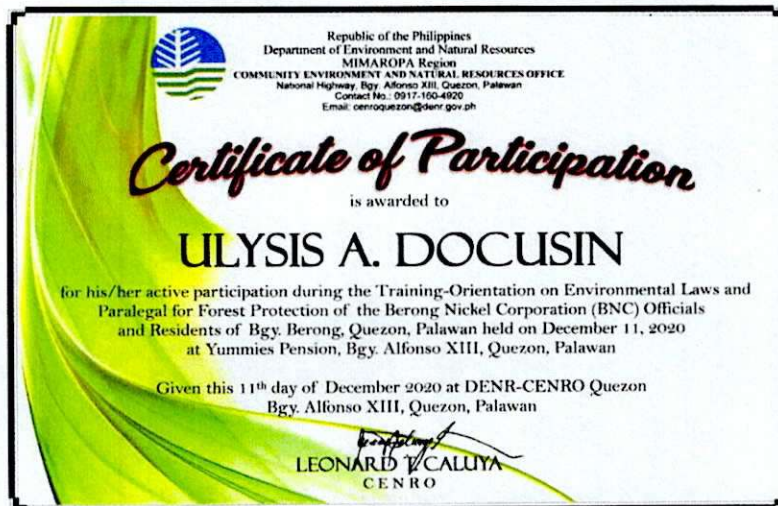 Republic of the Philippines
Department of Environment and Natural Resources
MIMAROPA Region
COMMUNITY ENVIRONMENT AND NATURAL RESOURCES OFFICE
National Highway, Bgy. Alfonso XIII, Quezon, Palawan
Contact No.: 0917-160-4920
Email: cenroquezon@denr.gov.ph
Certificate of Participation
is awarded to
ULYSIS A. DOCUSIN
for his/her active participation during the Training-Orientation on Environmental Laws and
Paralegal for Forest Protection of the Berong Nickel Corporation (BNC) Officials
and Residents of Bgy. Berong, Quezon, Palawan held on December 11, 2020
at Yummies Pension, Bgy. Alfonso XIII, Quezon, Palawan
Given this 11th day of December 2020 at DENR-CENRO Quezon
Bgy. Alfonso XIII, Quezon, Palawan
LEONARD T. CALUYA
CENRO